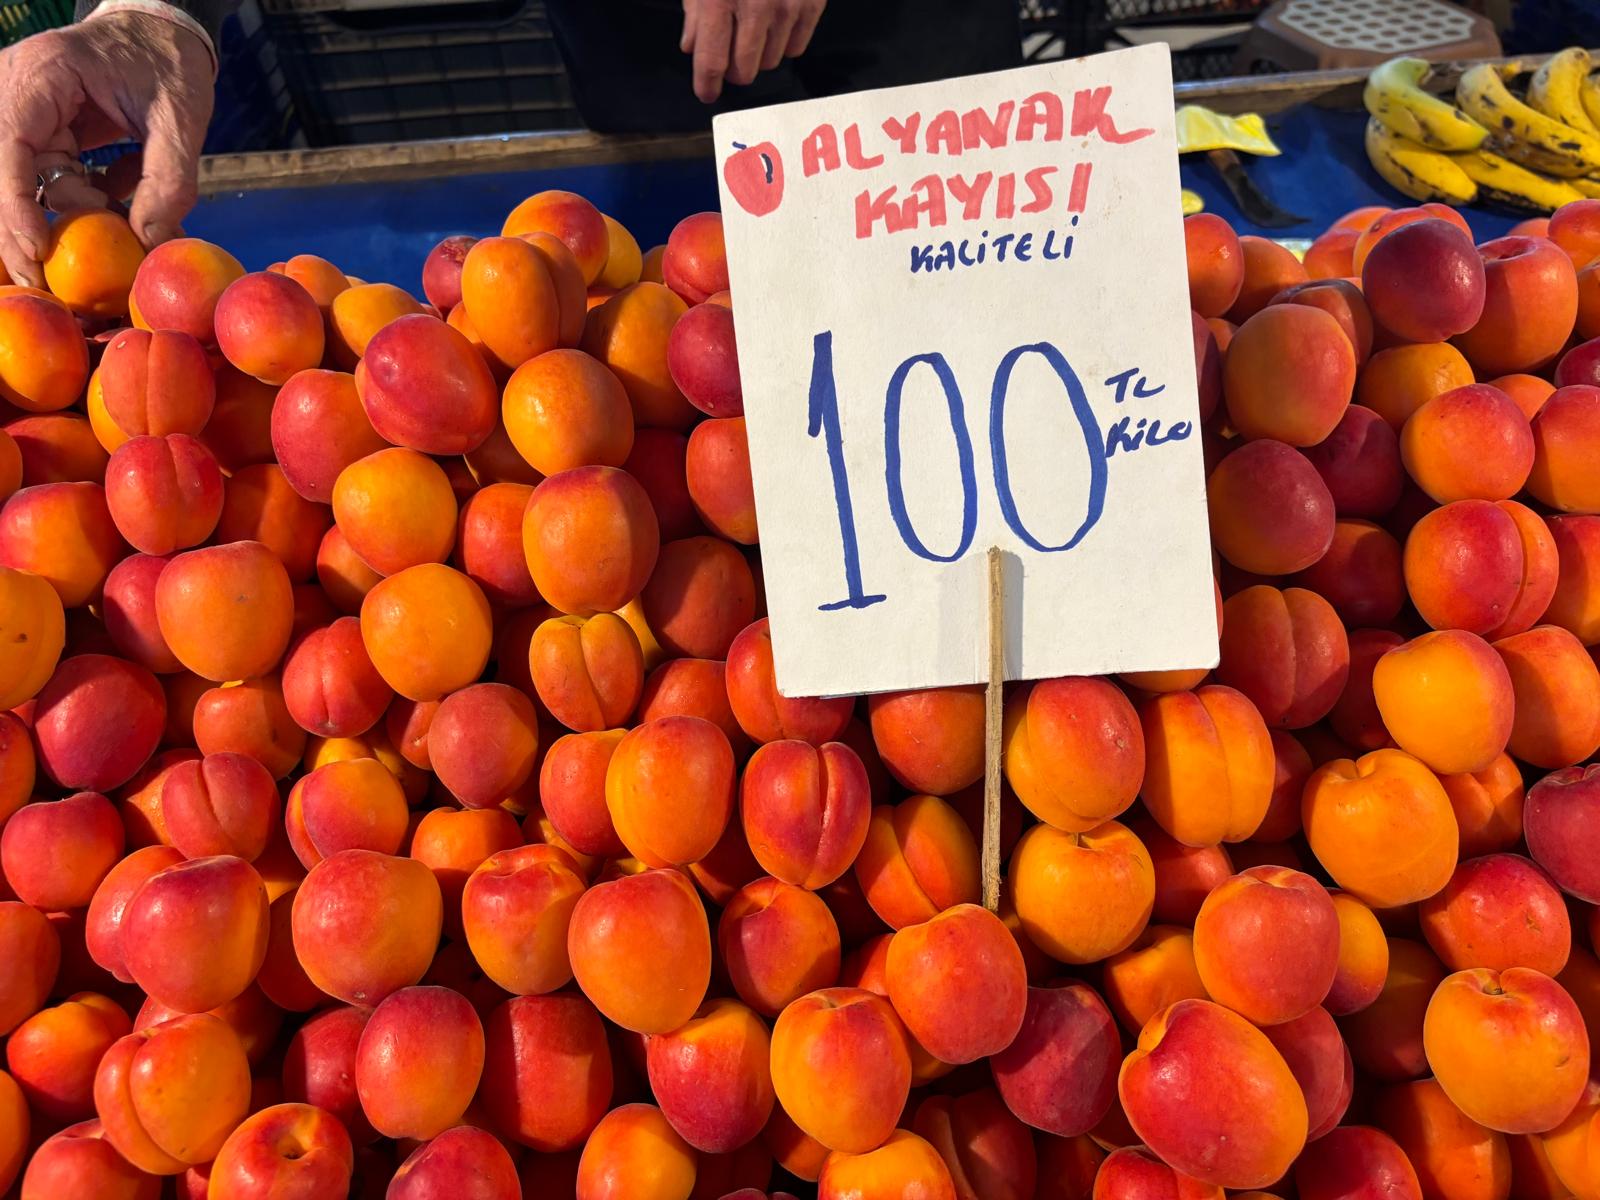 ALYANAK
KAYISI
KALİTELİ
100 TL
Kilo